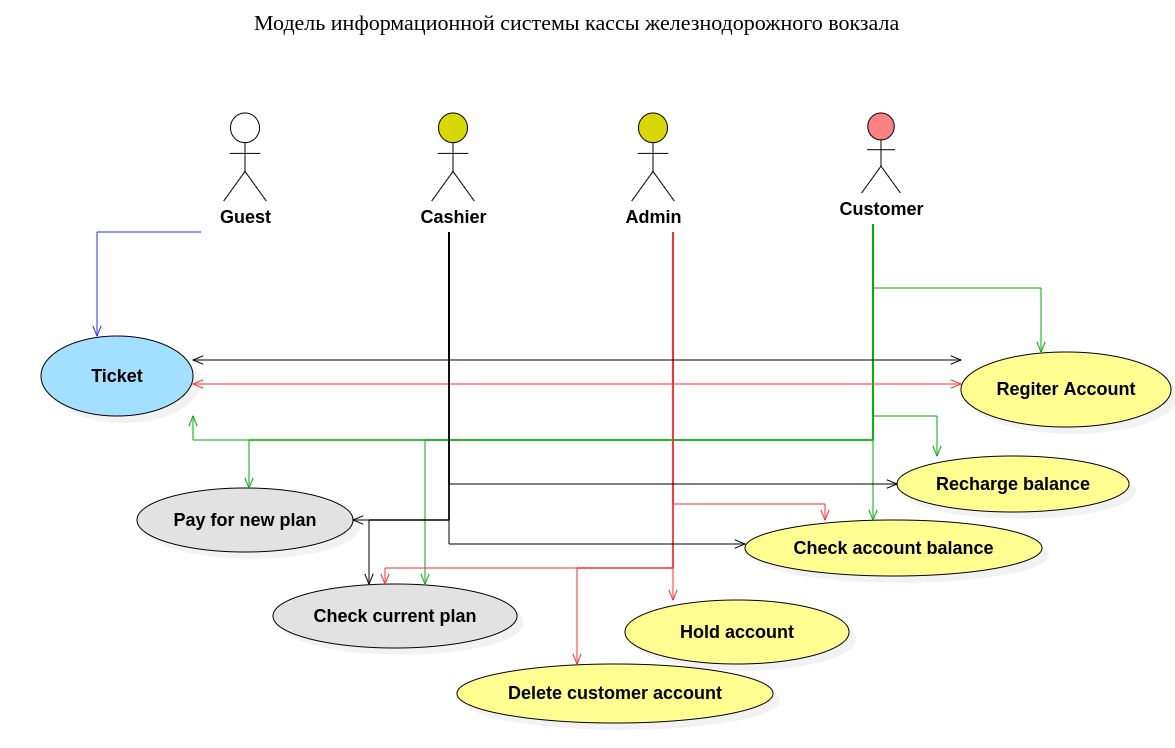 Модель информационной системы кассы железнодорожного вокзала
Guest
Cashier
Admin
Customer
Ticket
Regiter Account
Recharge balance
Pay for new plan
Check account balance
Check current plan
Hold account
Delete customer account